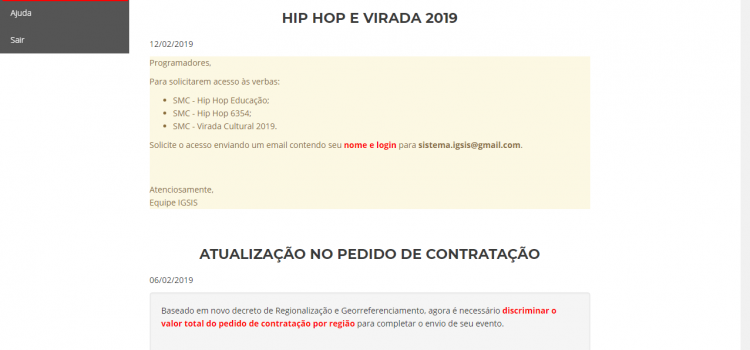 Ajuda
Sair
HIP HOP E VIRADA 2019
12/02/2019
Programadores,
Para solicitarem acesso às verbas:
SMC - Hip Hop Educação;
SMC - Hip Hop 6354;
SMC - Virada Cultural 2019.
Solicite o acesso enviando um email contendo seu nome e login para sistema.igsis@gmail.com.
Atenciosamente,
Equipe IGSIS
ATUALIZAÇÃO NO PEDIDO DE CONTRATAÇÃO
06/02/2019
Baseado em novo decreto de Regionalização e Georreferenciamento, agora é necessário discriminar o
valor total do pedido de contratação por região para completar o envio de seu evento.